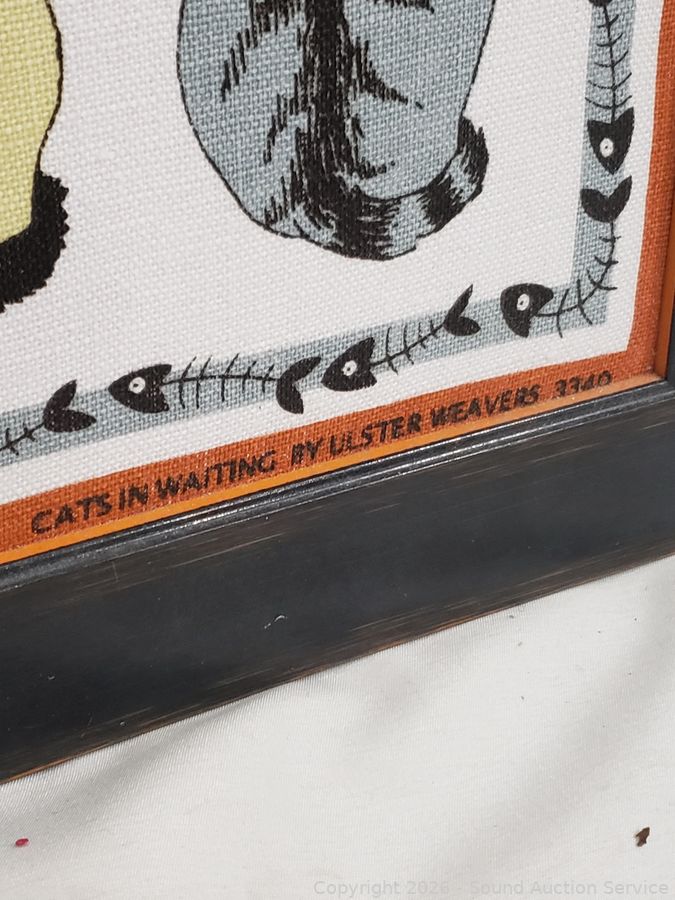 CATS IN WAITING BY ULSTER WEAVERS 3340
Copyright 2026 - Sound Auction Service